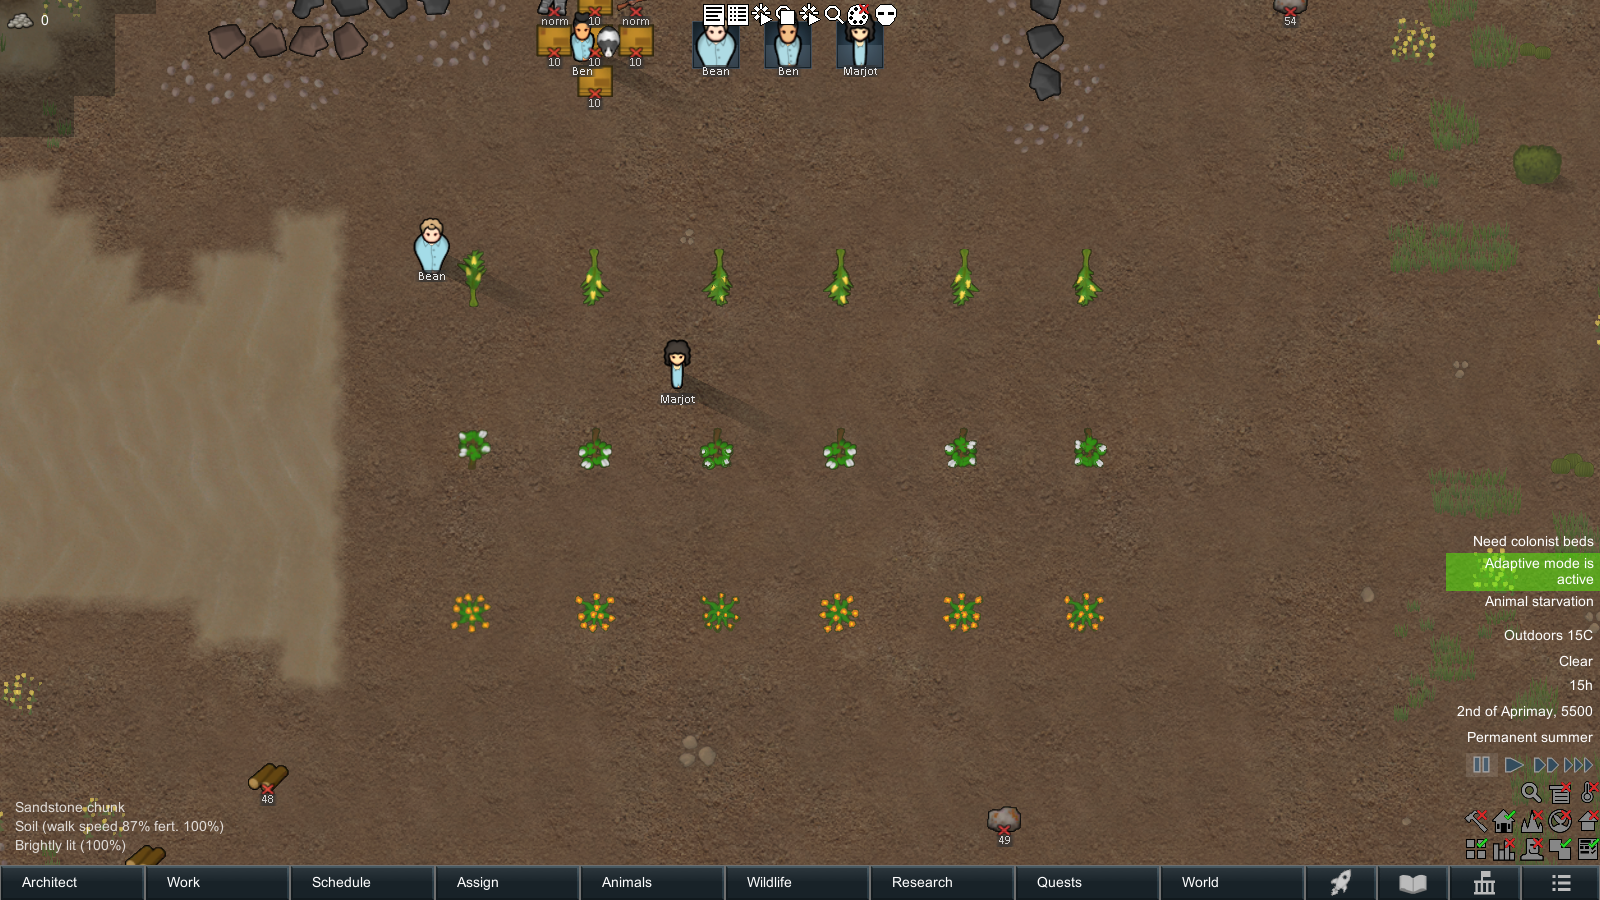 0
norm
10
norm
10
10
10
Ben
10
Bean
Ben
Marjot
54
Bean
Marjot
Need colonist beds
Adaptive mode is
active
Animal starvation
Outdoors 15C
Clear
15h
2nd of Aprimay, 5500
Permanent summer
48
49
Sandstone chunk
Soil (walk speed 87% fert. 100%)
Brightly lit (100%)
Architect
Work
Schedule
Assign
Animals
Wildlife
Research
Quests
World